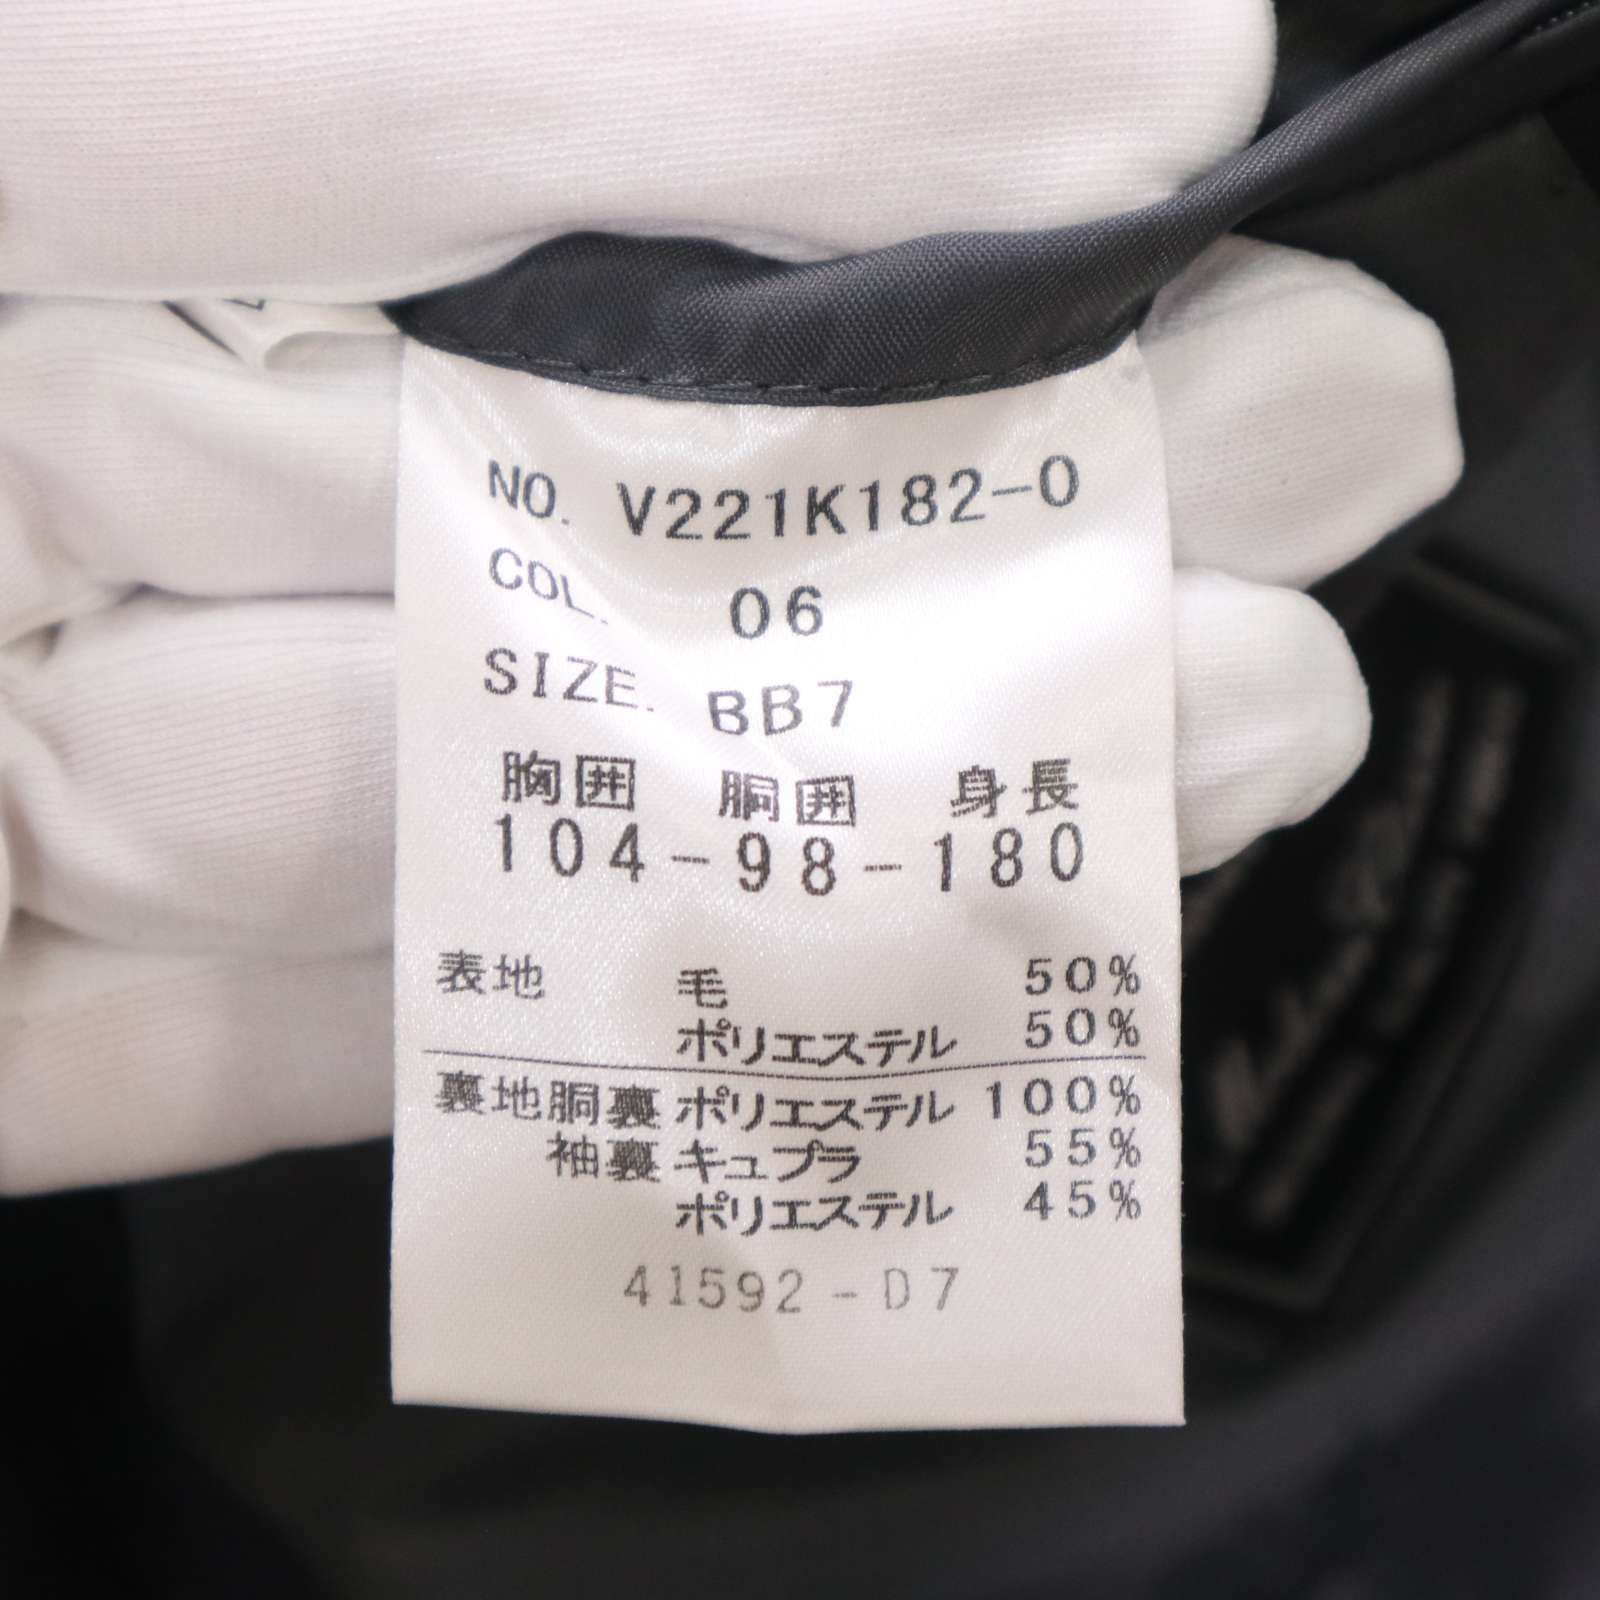 NO. V221K182-0
COL. 06
SIZE. BB7
胸囲 胴囲 身長
104-98-180
表地 毛 50%
ポリエステル 50%
裏地胴裏 ポリエステル 100%
袖裏 キュプラ 55%
ポリエステル 45%
41592-D7